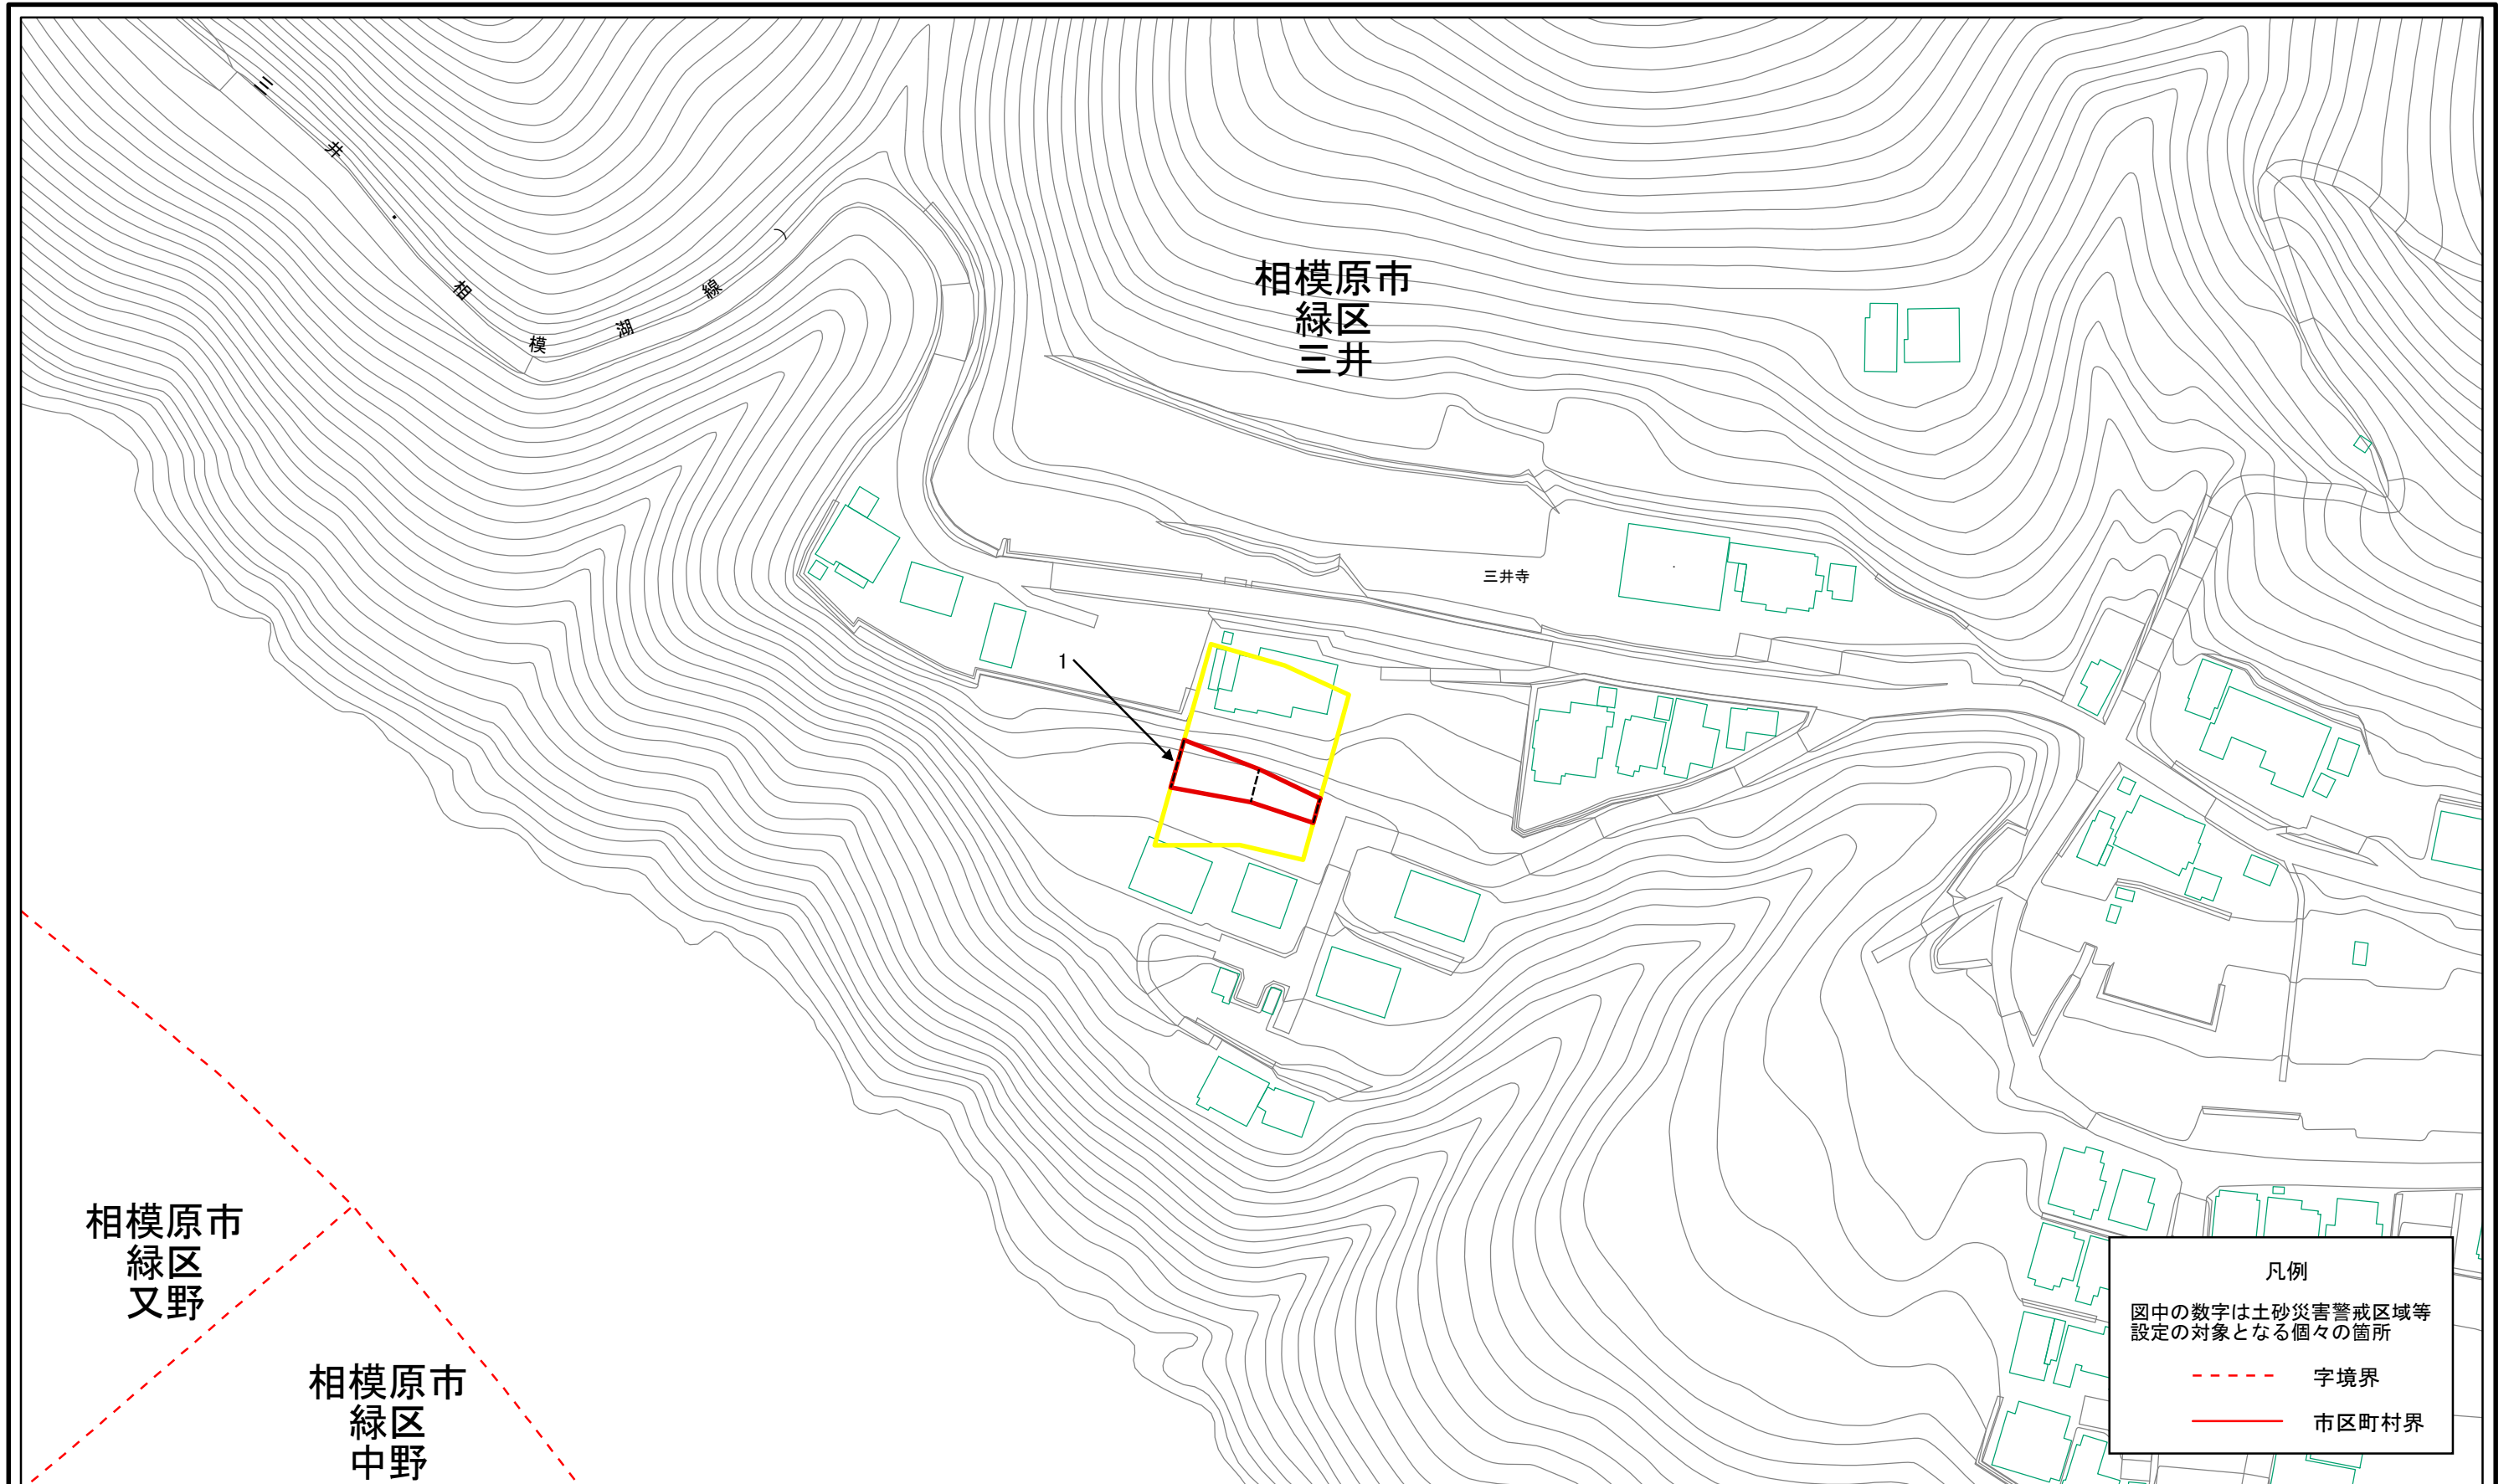 三井・相模湖線)
相模原市
緑区
三井
三井寺
1
相模原市
緑区
又野
相模原市
緑区
中野
凡例
図中の数字は土砂災害警戒区域等
設定の対象となる個々の箇所
字境界
市区町村界